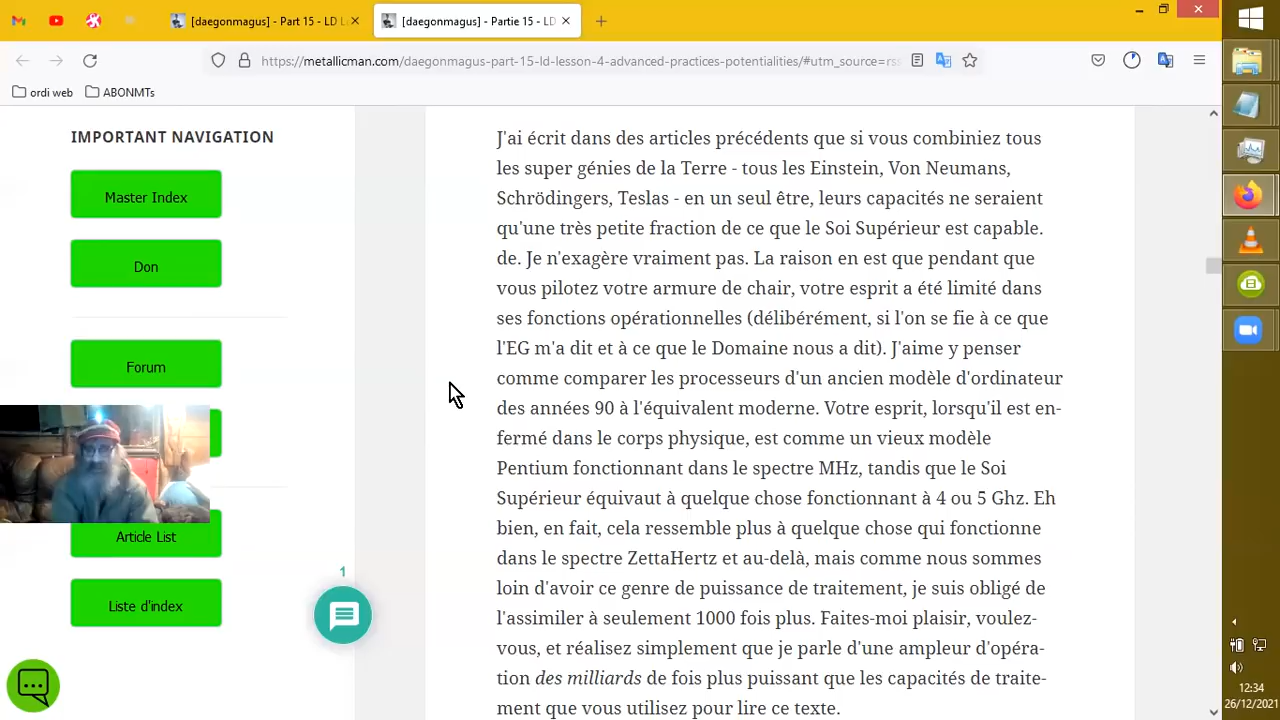 [daegonmagus] - Part 15 - LD L
[daegonmagus] - Partie 15 - LD
https://metallicman.com/daegonmagus-part-15-ld-lesson-4-advanced-practices-potentialities/#utm_source=rss
ordi web
ABONMTs
IMPORTANT NAVIGATION
Master Index
Don
Forum
Article List
Liste d'index
1
J'ai écrit dans des articles précédents que si vous combiniez tous
les super génies de la Terre - tous les Einstein, Von Neumans,
Schrödingers, Teslas - en un seul être, leurs capacités ne seraient
qu'une très petite fraction de ce que le Soi Supérieur est capable.
de. Je n'exagère vraiment pas. La raison en est que pendant que
vous pilotez votre armure de chair, votre esprit a été limité dans
ses fonctions opérationnelles (délibérément, si l'on se fie à ce que
l'EG m'a dit et à ce que le Domaine nous a dit). J'aime y penser
comme comparer les processeurs d'un ancien modèle d'ordinateur
des années 90 à l'équivalent moderne. Votre esprit, lorsqu'il est en-
fermé dans le corps physique, est comme un vieux modèle
Pentium fonctionnant dans le spectre MHz, tandis que le Soi
Supérieur équivaut à quelque chose fonctionnant à 4 ou 5 Ghz. Eh
bien, en fait, cela ressemble plus à quelque chose qui fonctionne
dans le spectre ZettaHertz et au-delà, mais comme nous sommes
loin d'avoir ce genre de puissance de traitement, je suis obligé de
l'assimiler à seulement 1000 fois plus. Faites-moi plaisir, voulez-
vous, et réalisez simplement que je parle d'une ampleur d'opéra-
tion des milliards de fois plus puissant que les capacités de traite-
ment que vous utilisez pour lire ce texte.
12:34
26/12/2021